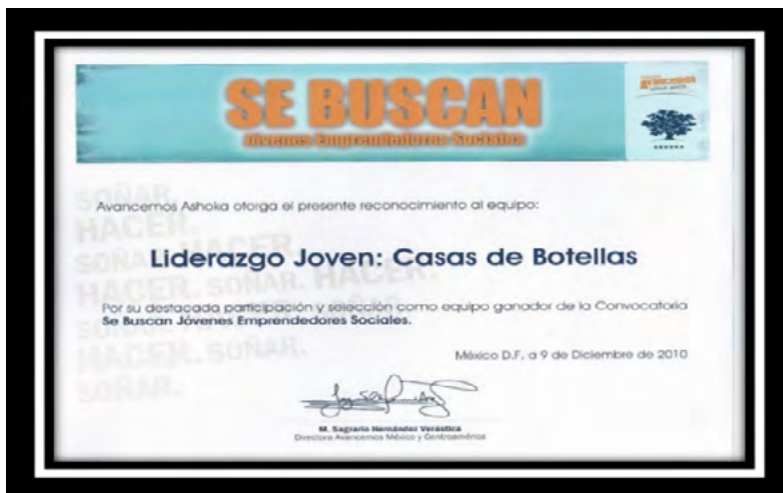 SE BUSCAN
Jóvenes Emprendedores Sociales
avancemos
ASHOKA
Avancemos Ashoka otorga el presente reconocimiento al equipo:
Liderazgo Joven: Casas de Botellas
Por su destacada participación y selección como equipo ganador de la Convocatoria
Se Buscan Jóvenes Emprendedores Sociales.
México D.F. a 9 de Diciembre de 2010
M. Sagrario Hernández Verástica
Directora Avancemos México y Centroamérica
SOÑAR.
HACER.
SOÑAR. HACER.
HACER. SOÑAR. HACER.
HACER. SOÑAR.
SOÑAR.